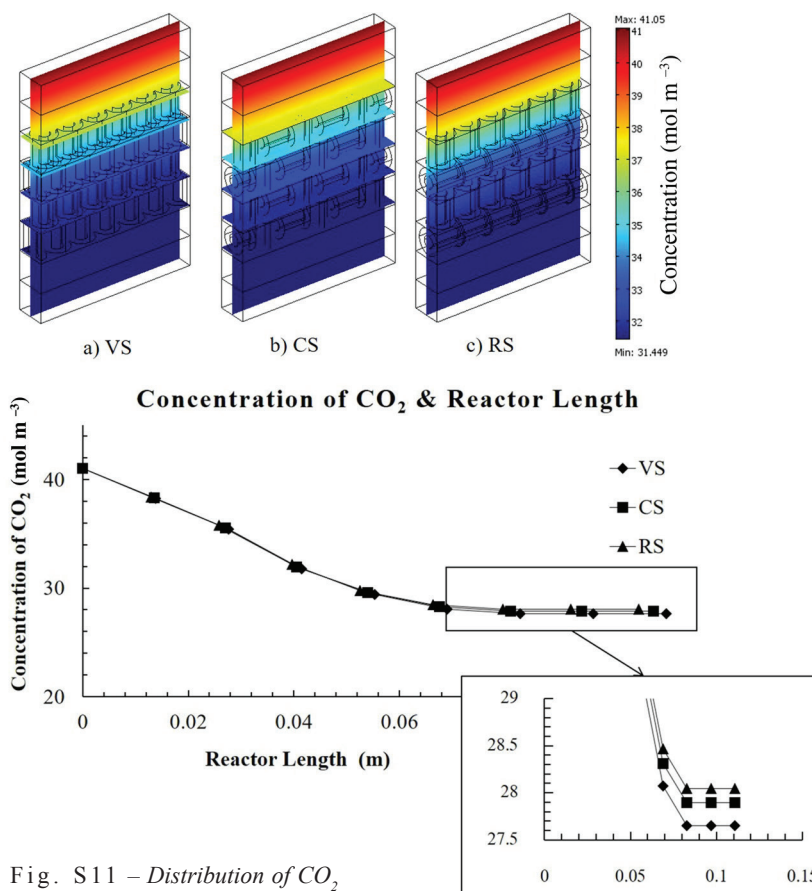 Max: 41.05
41
40
39
38
37
36
35
34
33
32
Min: 31.449
Concentration (mol m ⁻³)
a) VS
b) CS
c) RS
Concentration of CO₂ & Reactor Length
Concentration of CO₂ (mol m ⁻³)
40
30
20
0
0.02
0.04
0.06
Reactor Length (m)
VS
CS
RS
29
28.5
28
27.5
0
0.05
0.1
Fig. S11 – Distribution of CO₂